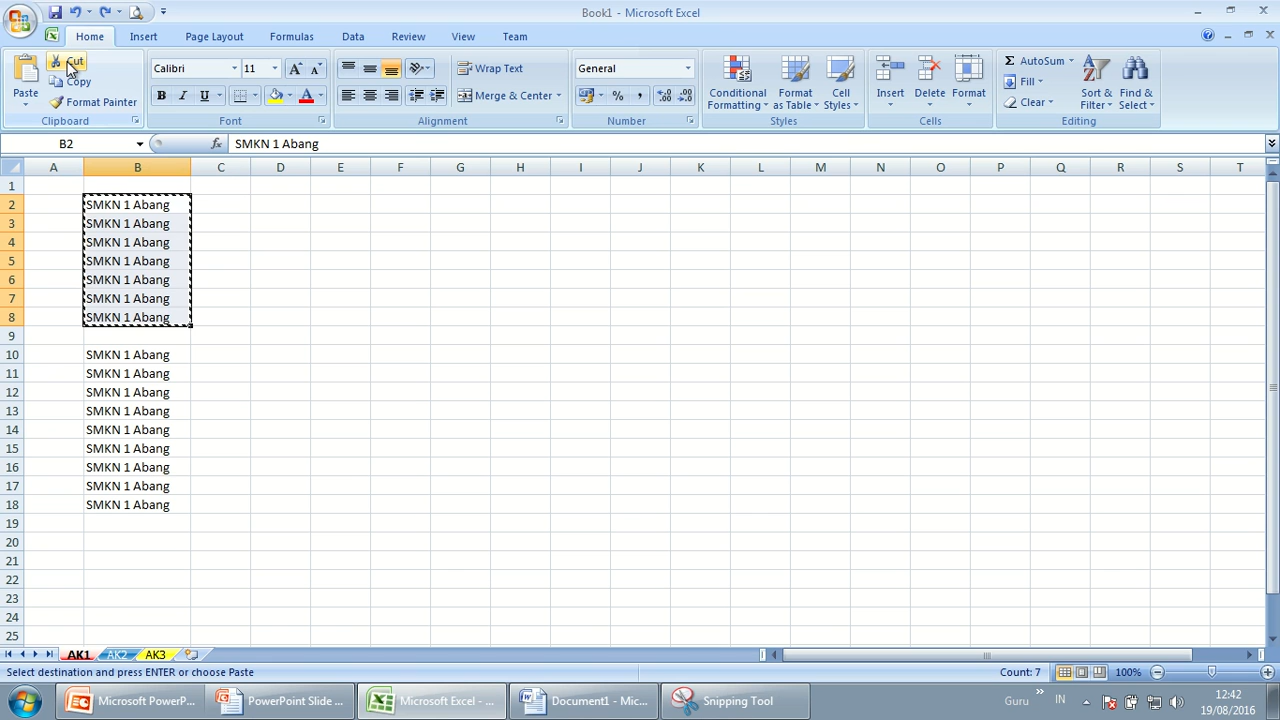 Book1 - Microsoft Excel
Home Insert Page Layout Formulas Data Review View Team
Paste
Cut
Copy
Format Painter
Clipboard
Calibri 11
B I U A
Font
Wrap Text
Merge & Center
Alignment
General
% ,
Number
Conditional Formatting
Format as Table
Cell Styles
Styles
Insert Delete Format
Cells
Σ AutoSum
Fill
Clear
Sort & Filter
Find & Select
Editing
B2 fx SMKN 1 Abang
A B C D E F G H I J K L M N O P Q R S T
1
2 SMKN 1 Abang
3 SMKN 1 Abang
4 SMKN 1 Abang
5 SMKN 1 Abang
6 SMKN 1 Abang
7 SMKN 1 Abang
8 SMKN 1 Abang
9
10 SMKN 1 Abang
11 SMKN 1 Abang
12 SMKN 1 Abang
13 SMKN 1 Abang
14 SMKN 1 Abang
15 SMKN 1 Abang
16 SMKN 1 Abang
17 SMKN 1 Abang
18 SMKN 1 Abang
19
20
21
22
23
24
25
AK1 AK2 AK3
Select destination and press ENTER or choose Paste Count: 7 100%
Microsoft PowerP... PowerPoint Slide ... Microsoft Excel - ... Document1 - Mic... Snipping Tool Guru » IN 12:42
19/08/2016